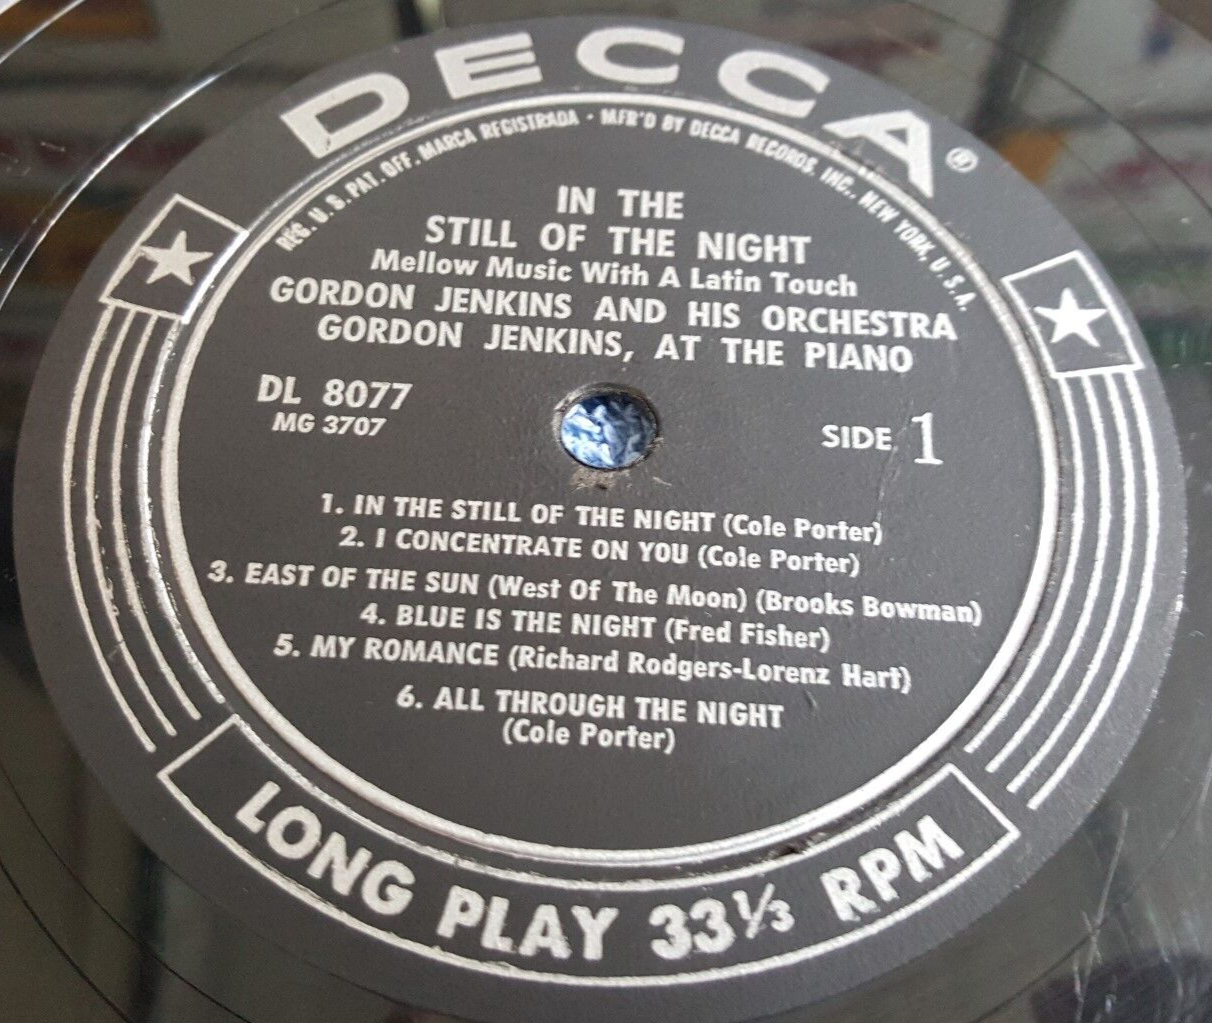 DECCA®
REG. U.S. PAT. OFF. MARCA REGISTRADA · MFR'D BY DECCA RECORDS, INC., NEW YORK, U.S.A.
IN THE
STILL OF THE NIGHT
Mellow Music With A Latin Touch
GORDON JENKINS AND HIS ORCHESTRA
GORDON JENKINS, AT THE PIANO
DL 8077
MG 3707
SIDE 1
1. IN THE STILL OF THE NIGHT (Cole Porter)
2. I CONCENTRATE ON YOU (Cole Porter)
3. EAST OF THE SUN (West Of The Moon) (Brooks Bowman)
4. BLUE IS THE NIGHT (Fred Fisher)
5. MY ROMANCE (Richard Rodgers-Lorenz Hart)
6. ALL THROUGH THE NIGHT
(Cole Porter)
LONG PLAY 33⅓ RPM